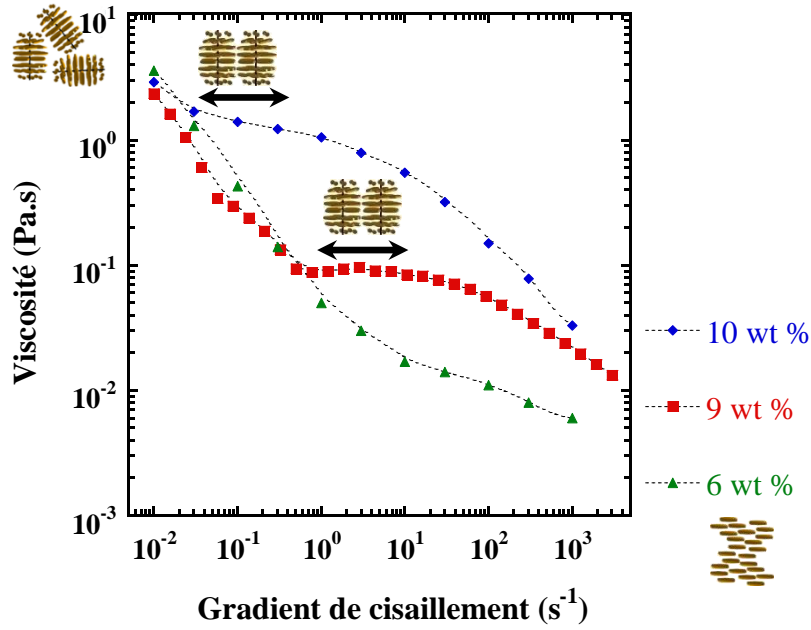 10¹
10⁰
10⁻¹
10⁻²
10⁻³
Viscosité (Pa.s)
10⁻² 10⁻¹ 10⁰ 10¹ 10² 10³
Gradient de cisaillement (s⁻¹)
10 wt %
9 wt %
6 wt %